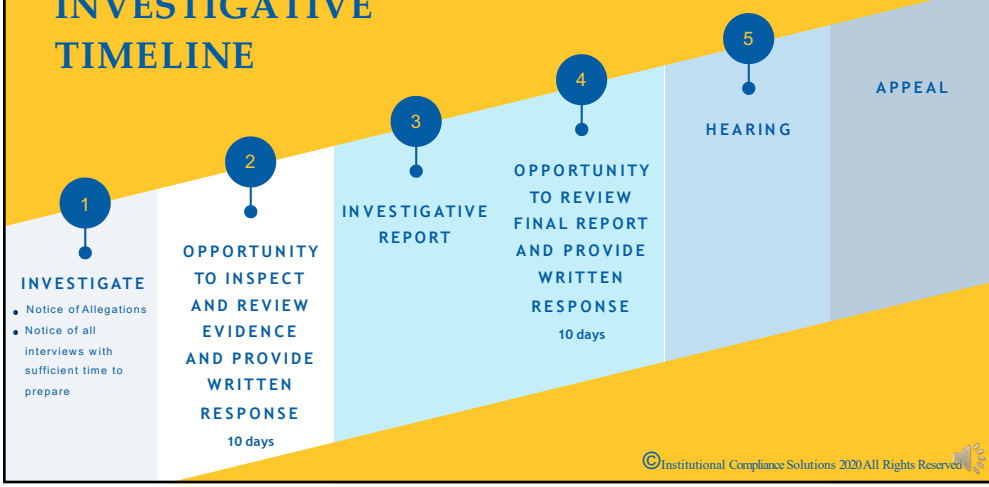 INVESTIGATIVE
TIMELINE
1
INVESTIGATE
Notice of Allegations
Notice of all
interviews with
sufficient time to
prepare
2
OPPORTUNITY
TO INSPECT
AND REVIEW
EVIDENCE
AND PROVIDE
WRITTEN
RESPONSE
10 days
3
INVESTIGATIVE
REPORT
4
OPPORTUNITY
TO REVIEW
FINAL REPORT
AND PROVIDE
WRITTEN
RESPONSE
10 days
5
HEARING
APPEAL
©Institutional Compliance Solutions 2020 All Rights Reserved